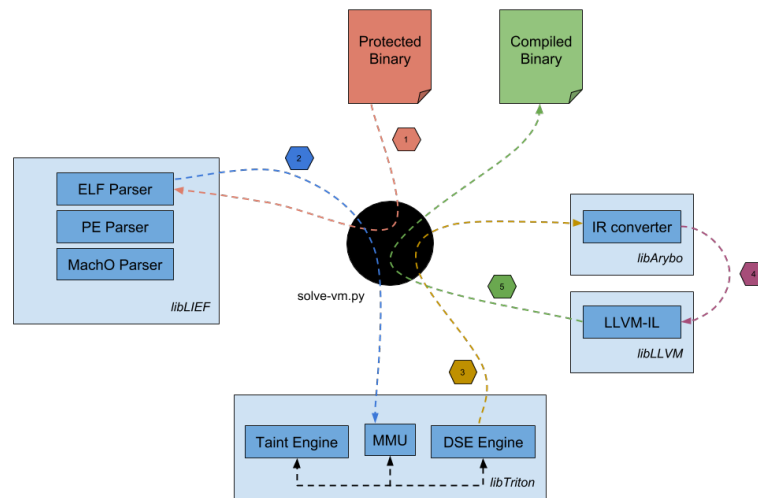 Protected
Binary
Compiled
Binary
1
2
ELF Parser
PE Parser
MachO Parser
libLIEF
solve-vm.py
IR converter
libArybo
4
5
LLVM-IL
libLLVM
3
Taint Engine
MMU
DSE Engine
libTriton